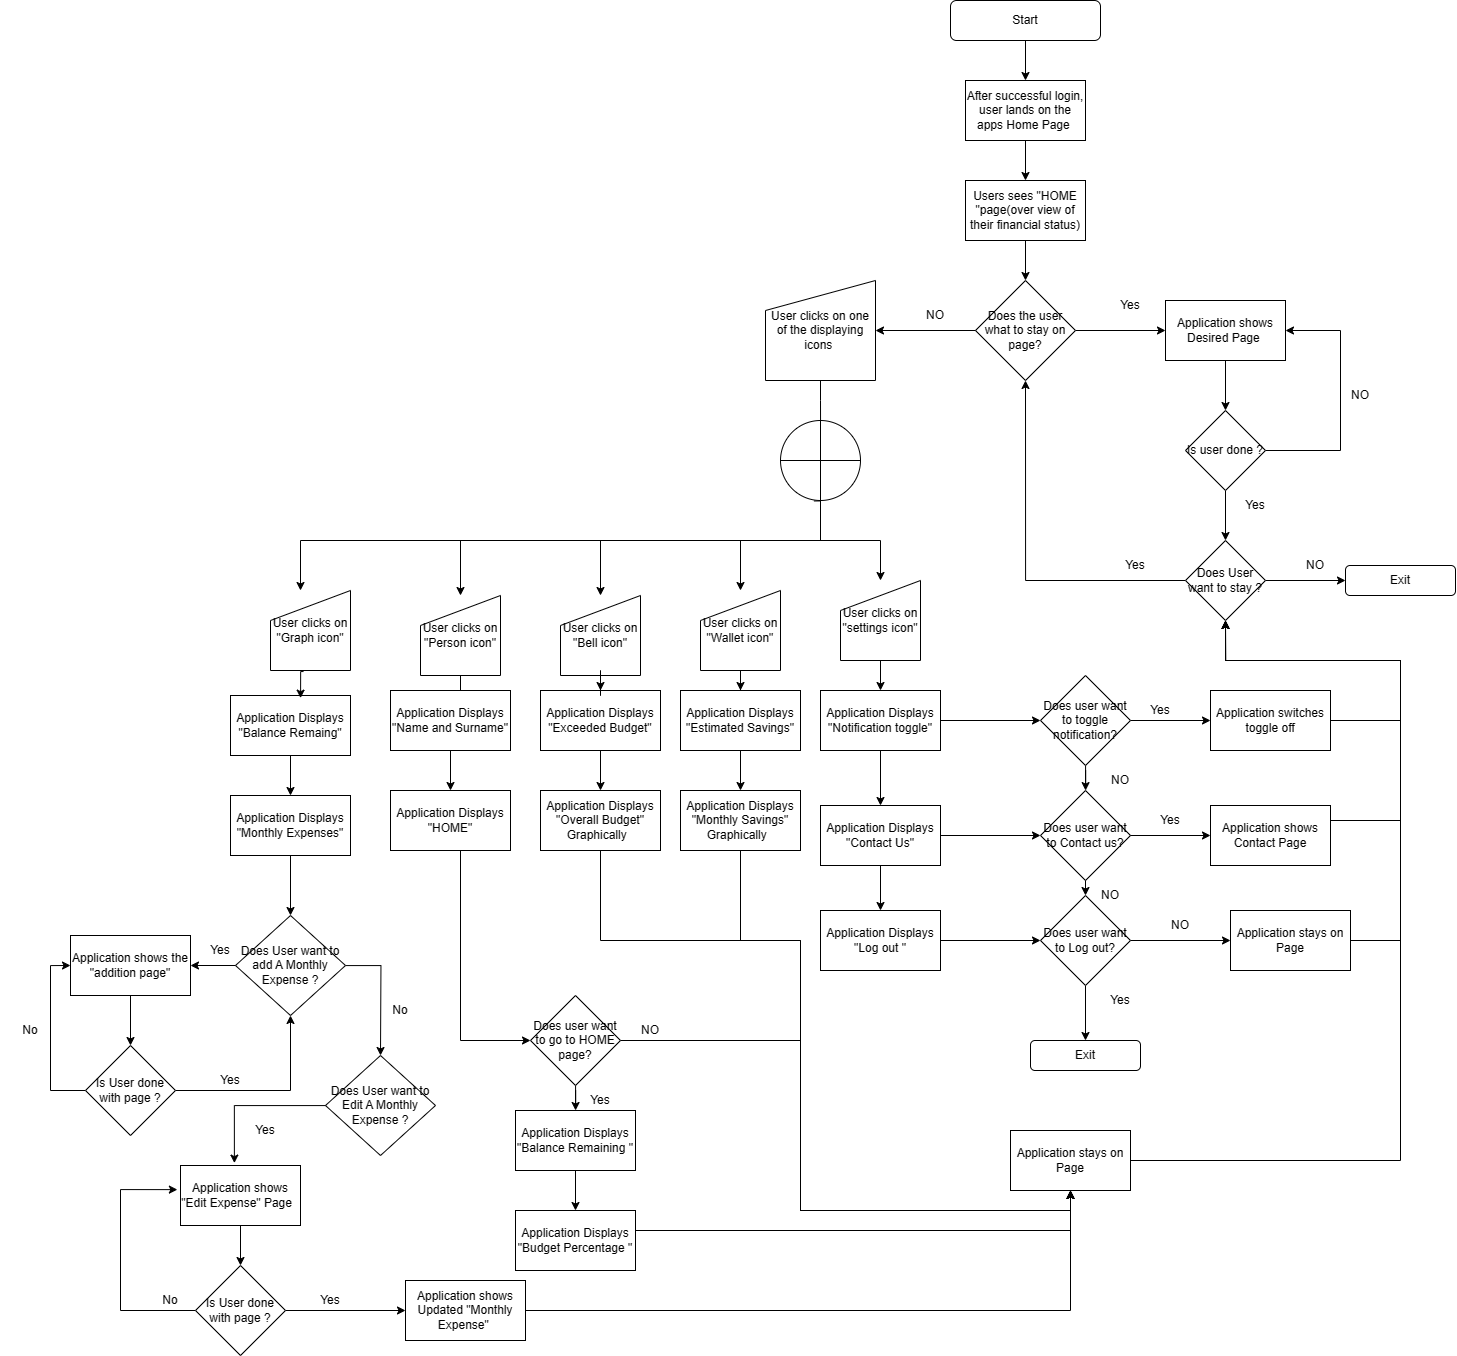 Start
After successful login,
user lands on the
apps Home Page
Users sees "HOME
"page(over view of
their financial status)
Does the user
what to stay on
page?
NO
Yes
User clicks on one
of the displaying
icons
Application shows
Desired Page
NO
Is user done ?
Yes
Does User
want to stay ?
Yes
NO
Exit
User clicks on
"Graph icon"
User clicks on
"Person icon"
User clicks on
"Bell icon"
User clicks on
"Wallet icon"
User clicks on
"settings icon"
Application Displays
"Balance Remaing"
Application Displays
"Name and Surname"
Application Displays
"Exceeded Budget"
Application Displays
"Estimated Savings"
Application Displays
"Notification toggle"
Does user want
to toggle
notification?
Yes
Application switches
toggle off
NO
Application Displays
"Monthly Expenses"
Application Displays
"HOME"
Application Displays
"Overall Budget"
Graphically
Application Displays
"Monthly Savings"
Graphically
Application Displays
"Contact Us"
Does user want
to Contact us?
Yes
Application shows
Contact Page
NO
Application Displays
"Log out "
Does user want
to Log out?
NO
Application stays on
Page
Yes
Exit
Application shows the
"addition page"
Yes
Does User want to
add A Monthly
Expense ?
No
No
Is User done
with page ?
Yes
Does User want to
Edit A Monthly
Expense ?
Yes
Does user want
to go to HOME
page?
NO
Yes
Application Displays
"Balance Remaining "
Application stays on
Page
Application shows
"Edit Expense" Page
Application Displays
"Budget Percentage "
No
Is User done
with page ?
Yes
Application shows
Updated "Monthly
Expense"